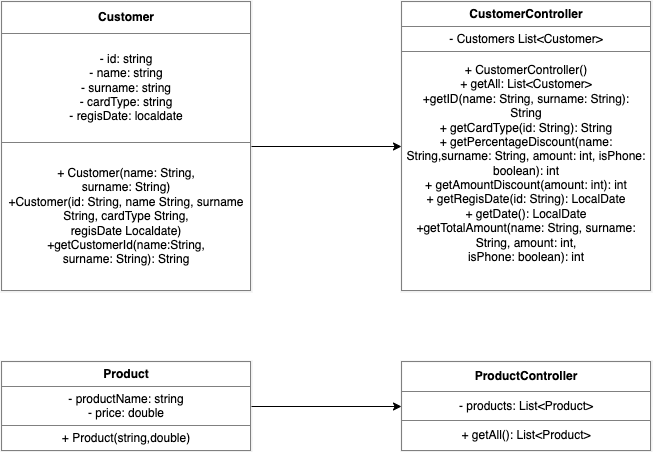 Customer
- id: string
- name: string
- surname: string
- cardType: string
- regisDate: localdate
+ Customer(name: String,
surname: String)
+Customer(id: String, name String, surname
String, cardType String,
regisDate Localdate)
+getCustomerId(name:String,
surname: String): String
CustomerController
- Customers List<Customer>
+ CustomerController()
+ getAll: List<Customer>
+getID(name: String, surname: String):
String
+ getCardType(id: String): String
+ getPercentageDiscount(name:
String,surname: String, amount: int, isPhone:
boolean): int
+ getAmountDiscount(amount: int): int
+ getRegisDate(id: String): LocalDate
+ getDate(): LocalDate
+getTotalAmount(name: String, surname:
String, amount: int,
isPhone: boolean): int
Product
- productName: string
- price: double
+ Product(string,double)
ProductController
- products: List<Product>
+ getAll(): List<Product>